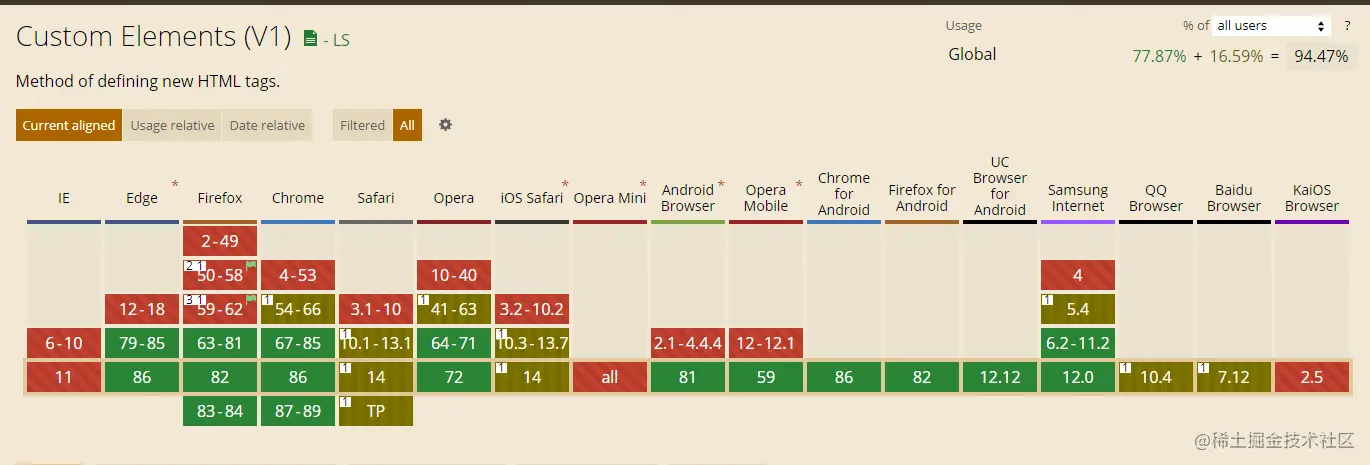 Custom Elements (V1) - LS
Usage % of all users ?
Global 77.87% + 16.59% = 94.47%
Method of defining new HTML tags.
Current aligned Usage relative Date relative Filtered All
IE Edge * Firefox Chrome Safari Opera iOS Safari * Opera Mini * Android Browser * Opera Mobile * Chrome for Android Firefox for Android UC Browser for Android Samsung Internet QQ Browser Baidu Browser KaiOS Browser
2-49
2 1 50-58 4-53 10-40 4
12-18 3 1 59-62 1 54-66 3.1-10 1 41-63 3.2-10.2 1 5.4
6-10 79-85 63-81 67-85 1 10.1-13.1 64-71 1 10.3-13.7 2.1-4.4.4 12-12.1 6.2-11.2
11 86 82 86 1 14 72 1 14 all 81 59 86 82 12.12 12.0 1 10.4 1 7.12 2.5
83-84 87-89 1 TP
@稀土掘金技术社区